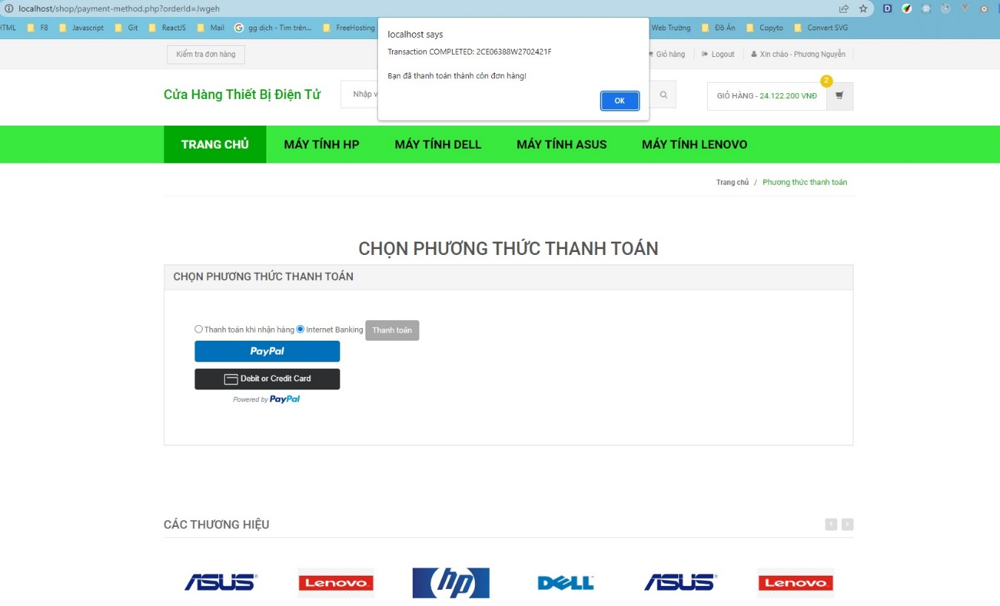 localhost/shop/payment-method.php?orderId=Jwgeh
HTML F8 Javascript Git ReactJS Mail gg dịch - Tìm trên... FreeHosting Web Trường Đồ Án Copyto Convert SVG
localhost says
Transaction COMPLETED: 2CE06388W2702421F
Bạn đã thanh toán thành côn đơn hàng!
OK
Kiểm tra đơn hàng
Giỏ hàng Logout Xin chào - Phương Nguyễn
Cửa Hàng Thiết Bị Điện Tử
Nhập v
GIỎ HÀNG - 24.122.200 VNĐ 2
TRANG CHỦ MÁY TÍNH HP MÁY TÍNH DELL MÁY TÍNH ASUS MÁY TÍNH LENOVO
Trang chủ / Phương thức thanh toán
CHỌN PHƯƠNG THỨC THANH TOÁN
CHỌN PHƯƠNG THỨC THANH TOÁN
Thanh toán khi nhận hàng Internet Banking Thanh toán
PayPal
Debit or Credit Card
Powered by PayPal
CÁC THƯƠNG HIỆU
ASUS Lenovo hp DELL ASUS Lenovo